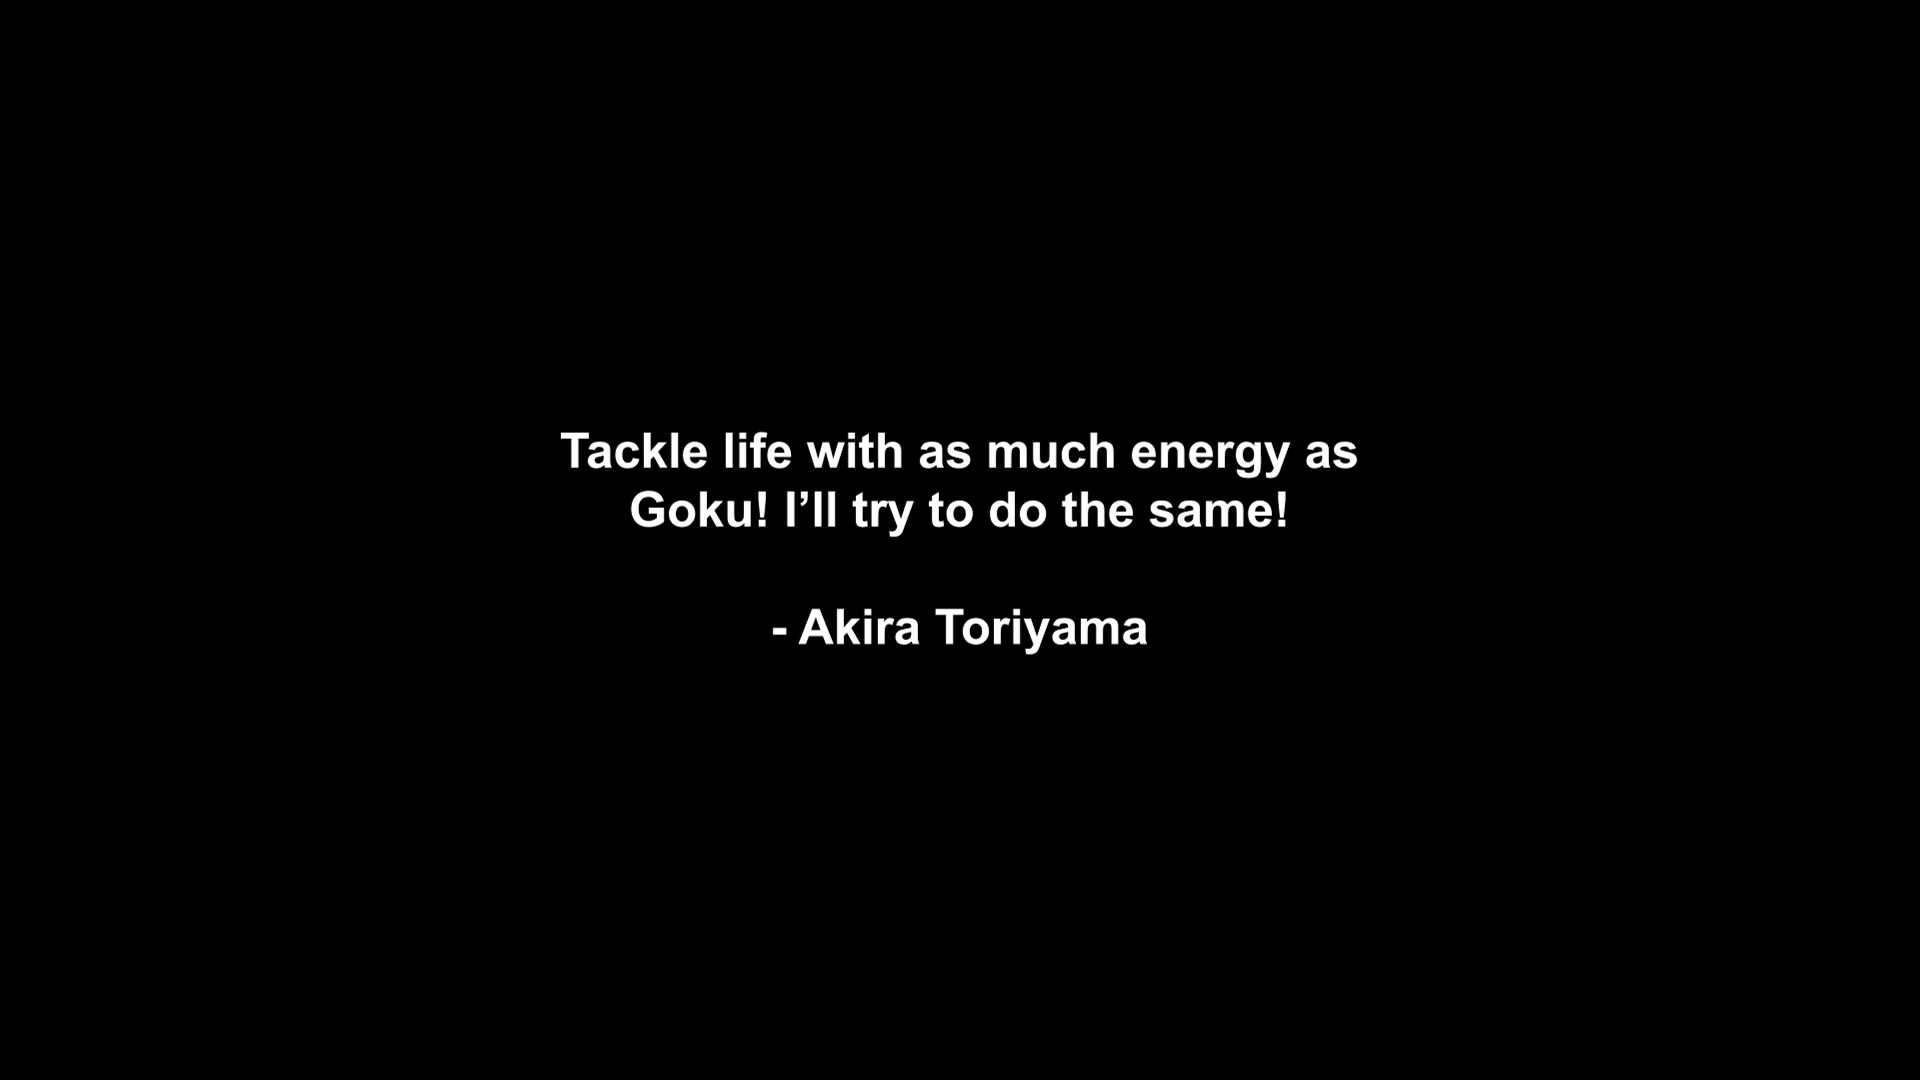 Tackle life with as much energy as
Goku! I’ll try to do the same!
- Akira Toriyama